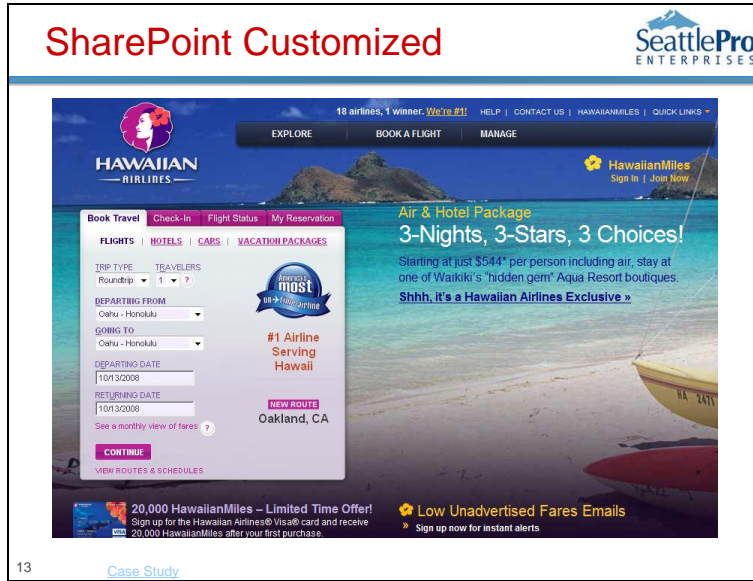 SharePoint Customized
SeattlePro
ENTERPRISES
18 airlines, 1 winner. We're #1! HELP | CONTACT US | HAWAIIANMILES | QUICK LINKS
EXPLORE BOOK A FLIGHT MANAGE
HAWAIIAN
AIRLINES
HawaiianMiles
Sign In | Join Now
Book Travel Check-In Flight Status My Reservation
FLIGHTS | HOTELS | CARS | VACATION PACKAGES
TRIP TYPE TRAVELERS
Roundtrip 1 ?
DEPARTING FROM
Oahu - Honolulu
GOING TO
Oahu - Honolulu
DEPARTING DATE
10/13/2008
RETURNING DATE
10/13/2008
See a monthly view of fares ?
CONTINUE
VIEW ROUTES & SCHEDULES
America's
most
on-time airline
#1 Airline
Serving
Hawaii
NEW ROUTE
Oakland, CA
Air & Hotel Package
3-Nights, 3-Stars, 3 Choices!
Starting at just $544* per person including air, stay at
one of Waikiki's "hidden gem" Aqua Resort boutiques.
Shhh, it's a Hawaiian Airlines Exclusive »
HA 2471
VISA
20,000 HawaiianMiles – Limited Time Offer!
Sign up for the Hawaiian Airlines® Visa® card and receive
20,000 HawaiianMiles after your first purchase.
Low Unadvertised Fares Emails
» Sign up now for instant alerts
13
Case Study